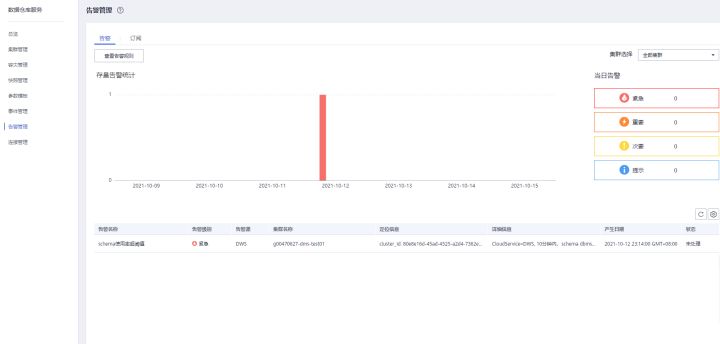 数据仓库服务
总览
集群管理
容灾管理
快照管理
参数模板
事件管理
告警管理
连接管理
告警管理
告警
订阅
查看告警规则
集群选择 全部集群
存量告警统计
1
0
2021-10-09 2021-10-10 2021-10-11 2021-10-12 2021-10-13 2021-10-14 2021-10-15
当日告警
紧急 0
重要 0
次要 0
提示 0
告警名称 告警级别 告警源 集群名称 定位信息 详细信息 产生日期 状态
schema使用率超阈值 紧急 DWS g00470627-dms-test01 cluster_id: 80e6e16d-45ad-4325-a2d4-7362e... CloudService=DWS, 10分钟内，schema dbms... 2021-10-12 23:14:00 GMT+08:00 未处理